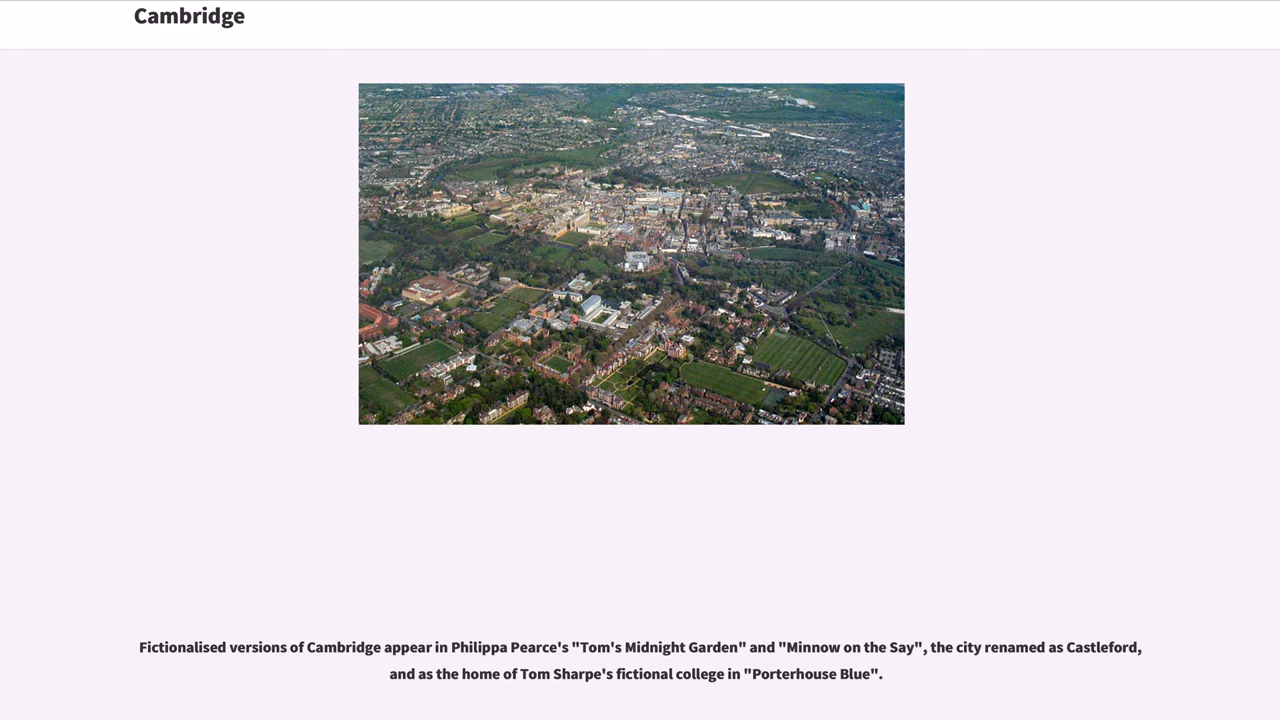 Cambridge
Fictionalised versions of Cambridge appear in Philippa Pearce's "Tom's Midnight Garden" and "Minnow on the Say", the city renamed as Castleford,
and as the home of Tom Sharpe's fictional college in "Porterhouse Blue".